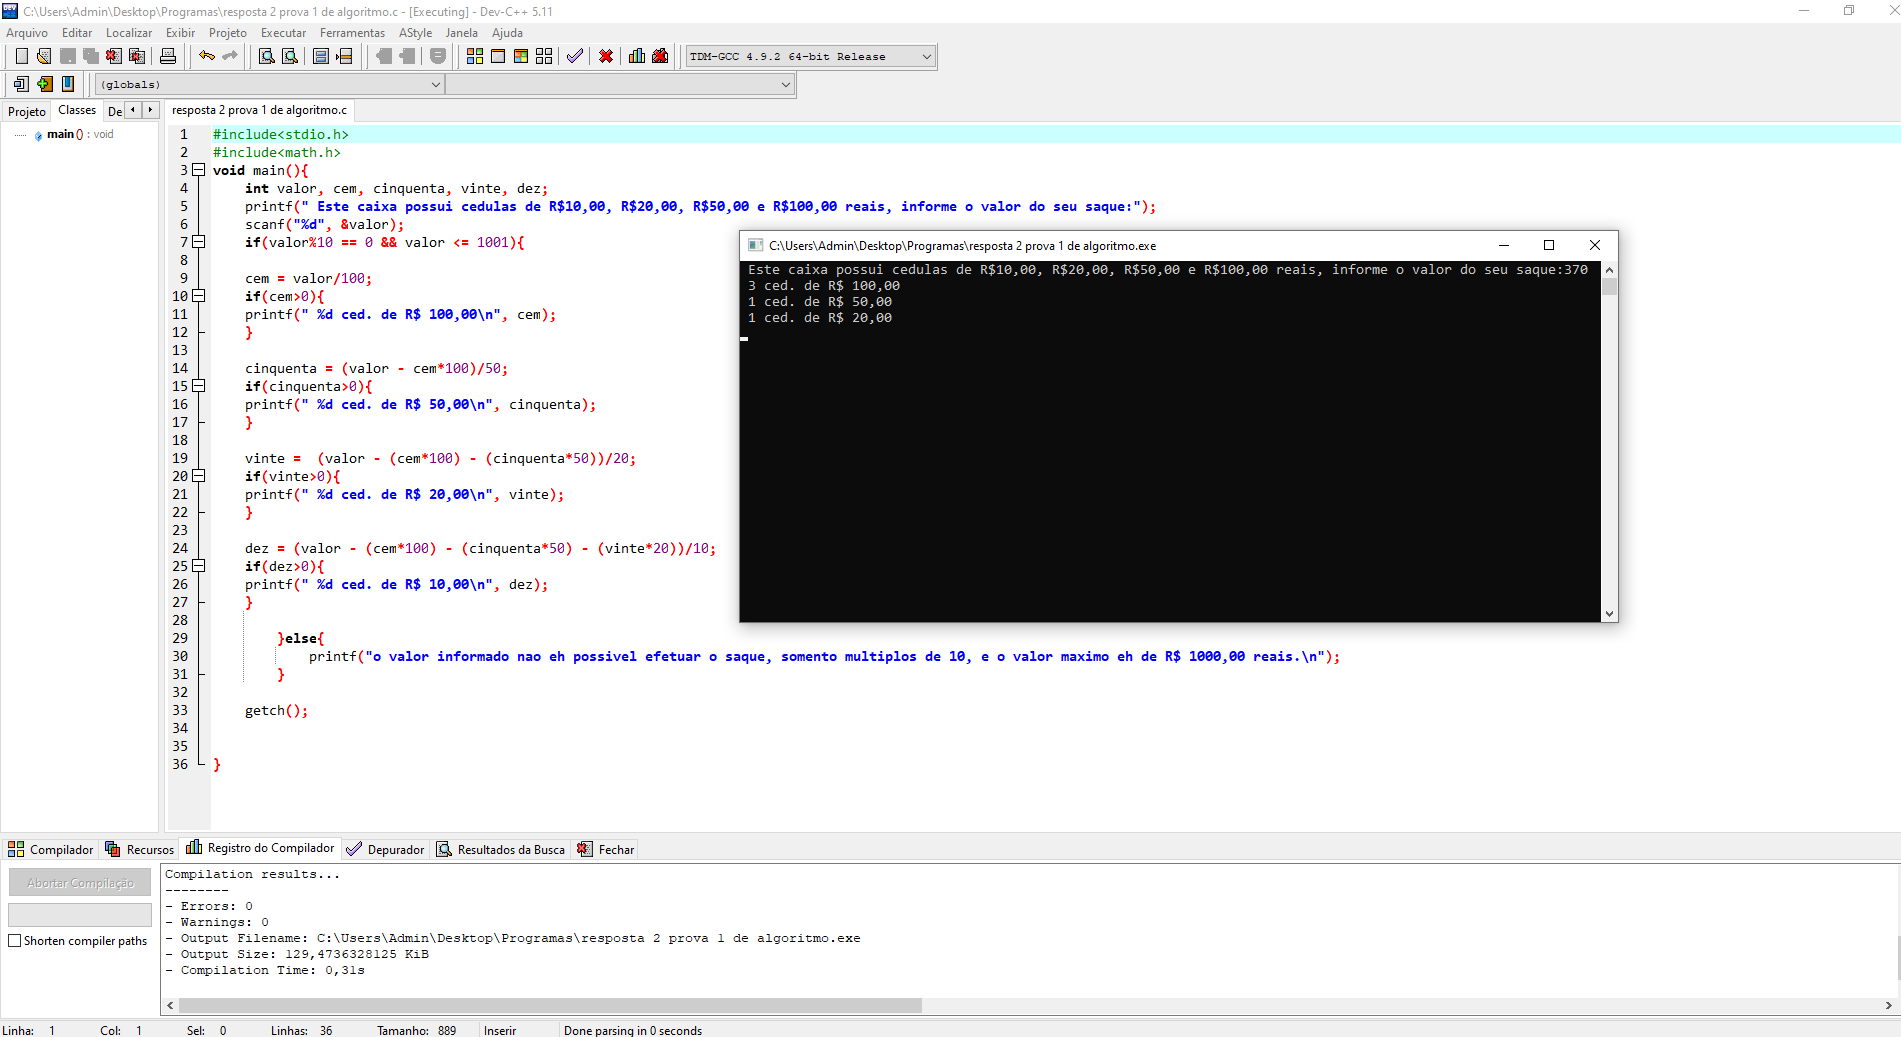 C:\Users\Admin\Desktop\Programas\resposta 2 prova 1 de algoritmo.c - [Executing] - Dev-C++ 5.11
Arquivo Editar Localizar Exibir Projeto Executar Ferramentas AStyle Janela Ajuda
TDM-GCC 4.9.2 64-bit Release
(globals)
Projeto Classes De
resposta 2 prova 1 de algoritmo.c
main () : void
1 #include<stdio.h>
2 #include<math.h>
3 void main(){
4 int valor, cem, cinquenta, vinte, dez;
5 printf(" Este caixa possui cedulas de R$10,00, R$20,00, R$50,00 e R$100,00 reais, informe o valor do seu saque:");
6 scanf("%d", &valor);
7 if(valor%10 == 0 && valor <= 1001){
8
9 cem = valor/100;
10 if(cem>0){
11 printf(" %d ced. de R$ 100,00\n", cem);
12 }
13
14 cinquenta = (valor - cem*100)/50;
15 if(cinquenta>0){
16 printf(" %d ced. de R$ 50,00\n", cinquenta);
17 }
18
19 vinte =  (valor - (cem*100) - (cinquenta*50))/20;
20 if(vinte>0){
21 printf(" %d ced. de R$ 20,00\n", vinte);
22 }
23
24 dez = (valor - (cem*100) - (cinquenta*50) - (vinte*20))/10;
25 if(dez>0){
26 printf(" %d ced. de R$ 10,00\n", dez);
27 }
28
29 }else{
30 printf("o valor informado nao eh possivel efetuar o saque, somento multiplos de 10, e o valor maximo eh de R$ 1000,00 reais.\n");
31 }
32
33 getch();
34
35
36 }
C:\Users\Admin\Desktop\Programas\resposta 2 prova 1 de algoritmo.exe
Este caixa possui cedulas de R$10,00, R$20,00, R$50,00 e R$100,00 reais, informe o valor do seu saque:370
3 ced. de R$ 100,00
1 ced. de R$ 50,00
1 ced. de R$ 20,00
Compilador Recursos Registro do Compilador Depurador Resultados da Busca Fechar
Abortar Compilação
Shorten compiler paths
Compilation results...
--------
- Errors: 0
- Warnings: 0
- Output Filename: C:\Users\Admin\Desktop\Programas\resposta 2 prova 1 de algoritmo.exe
- Output Size: 129,4736328125 KiB
- Compilation Time: 0,31s
Linha: 1 Col: 1 Sel: 0 Linhas: 36 Tamanho: 889 Inserir Done parsing in 0 seconds